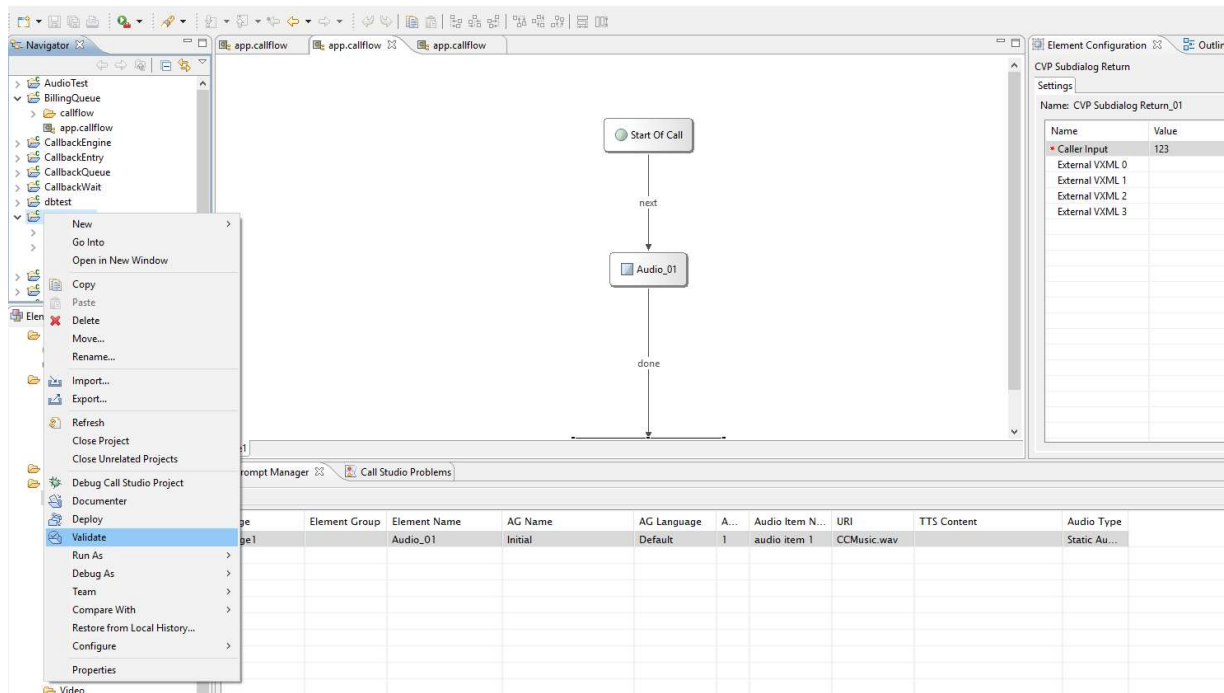 Navigator
AudioTest
BillingQueue
callflow
app.callflow
CallbackEngine
CallbackEntry
CallbackQueue
CallbackWait
dbtest
New
Go Into
Open in New Window
Copy
Paste
Delete
Move...
Rename...
Import...
Export...
Refresh
Close Project
Close Unrelated Projects
Debug Call Studio Project
Documenter
Deploy
Validate
Run As
Debug As
Team
Compare With
Restore from Local History...
Configure
Properties
Elem
Video
app.callflow
app.callflow
app.callflow
Start Of Call
next
Audio_01
done
e1
Element Configuration
Outlin
CVP Subdialog Return
Settings
Name: CVP Subdialog Return_01
Name Value
* Caller Input 123
External VXML 0
External VXML 1
External VXML 2
External VXML 3
rompt Manager
Call Studio Problems
ge Element Group Element Name AG Name AG Language A... Audio Item N... URI TTS Content Audio Type
ge1 Audio_01 Initial Default 1 audio item 1 CCMusic.wav Static Au...